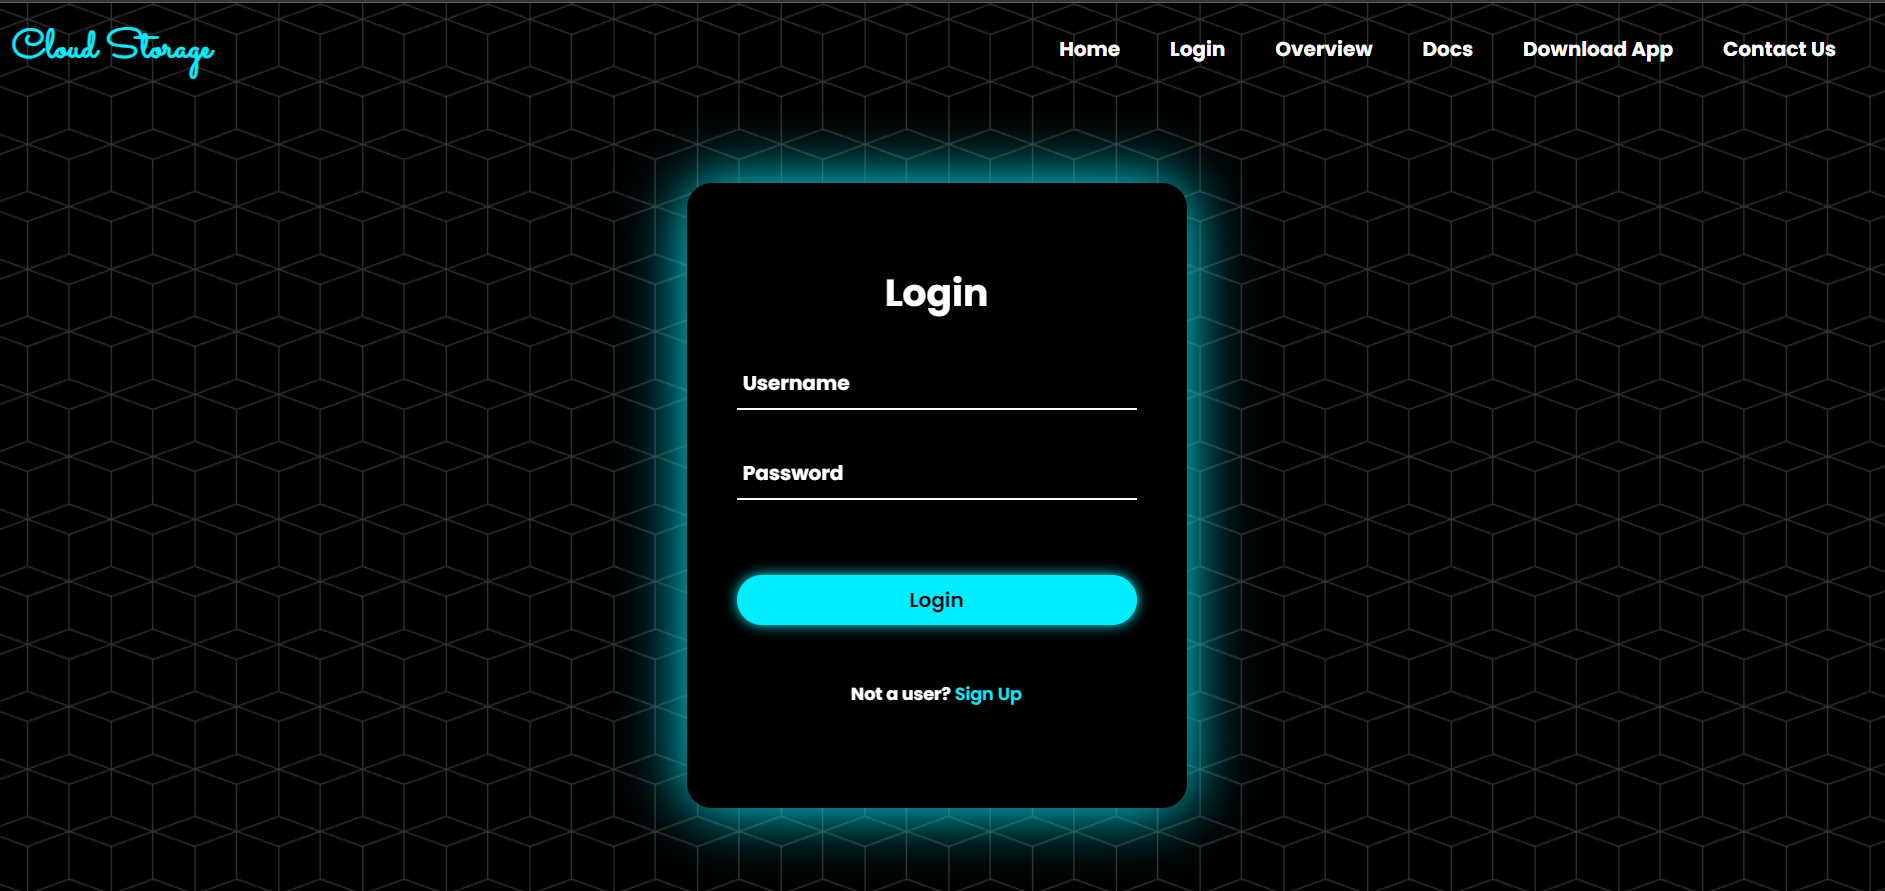 Cloud Storage Home Login Overview Docs Download App Contact Us
Login
Username
Password
Login
Not a user? Sign Up